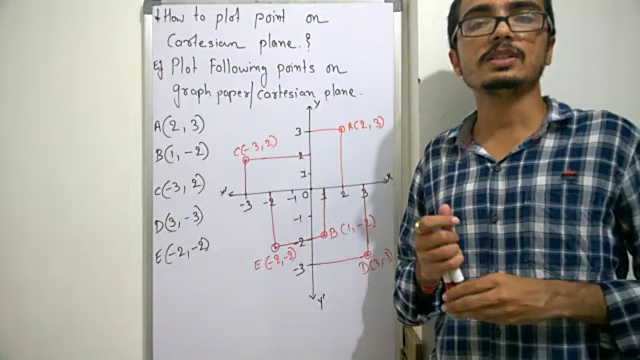 * How to plot point on
Cartesian plane.?
Eg Plot Following points on
graph paper/cartesian plane.
A(2, 3)
B(1, -2)
C(-3, 2)
D(3, -3)
E(-2, -2)
Y
3
A(2, 3)
C(-3, 2)
2
1
X'
-3
-2
-1
0
1
2
3
X
-1
-2
B(1, -2)
E(-2, -2)
-3
D(3, -3)
Y'